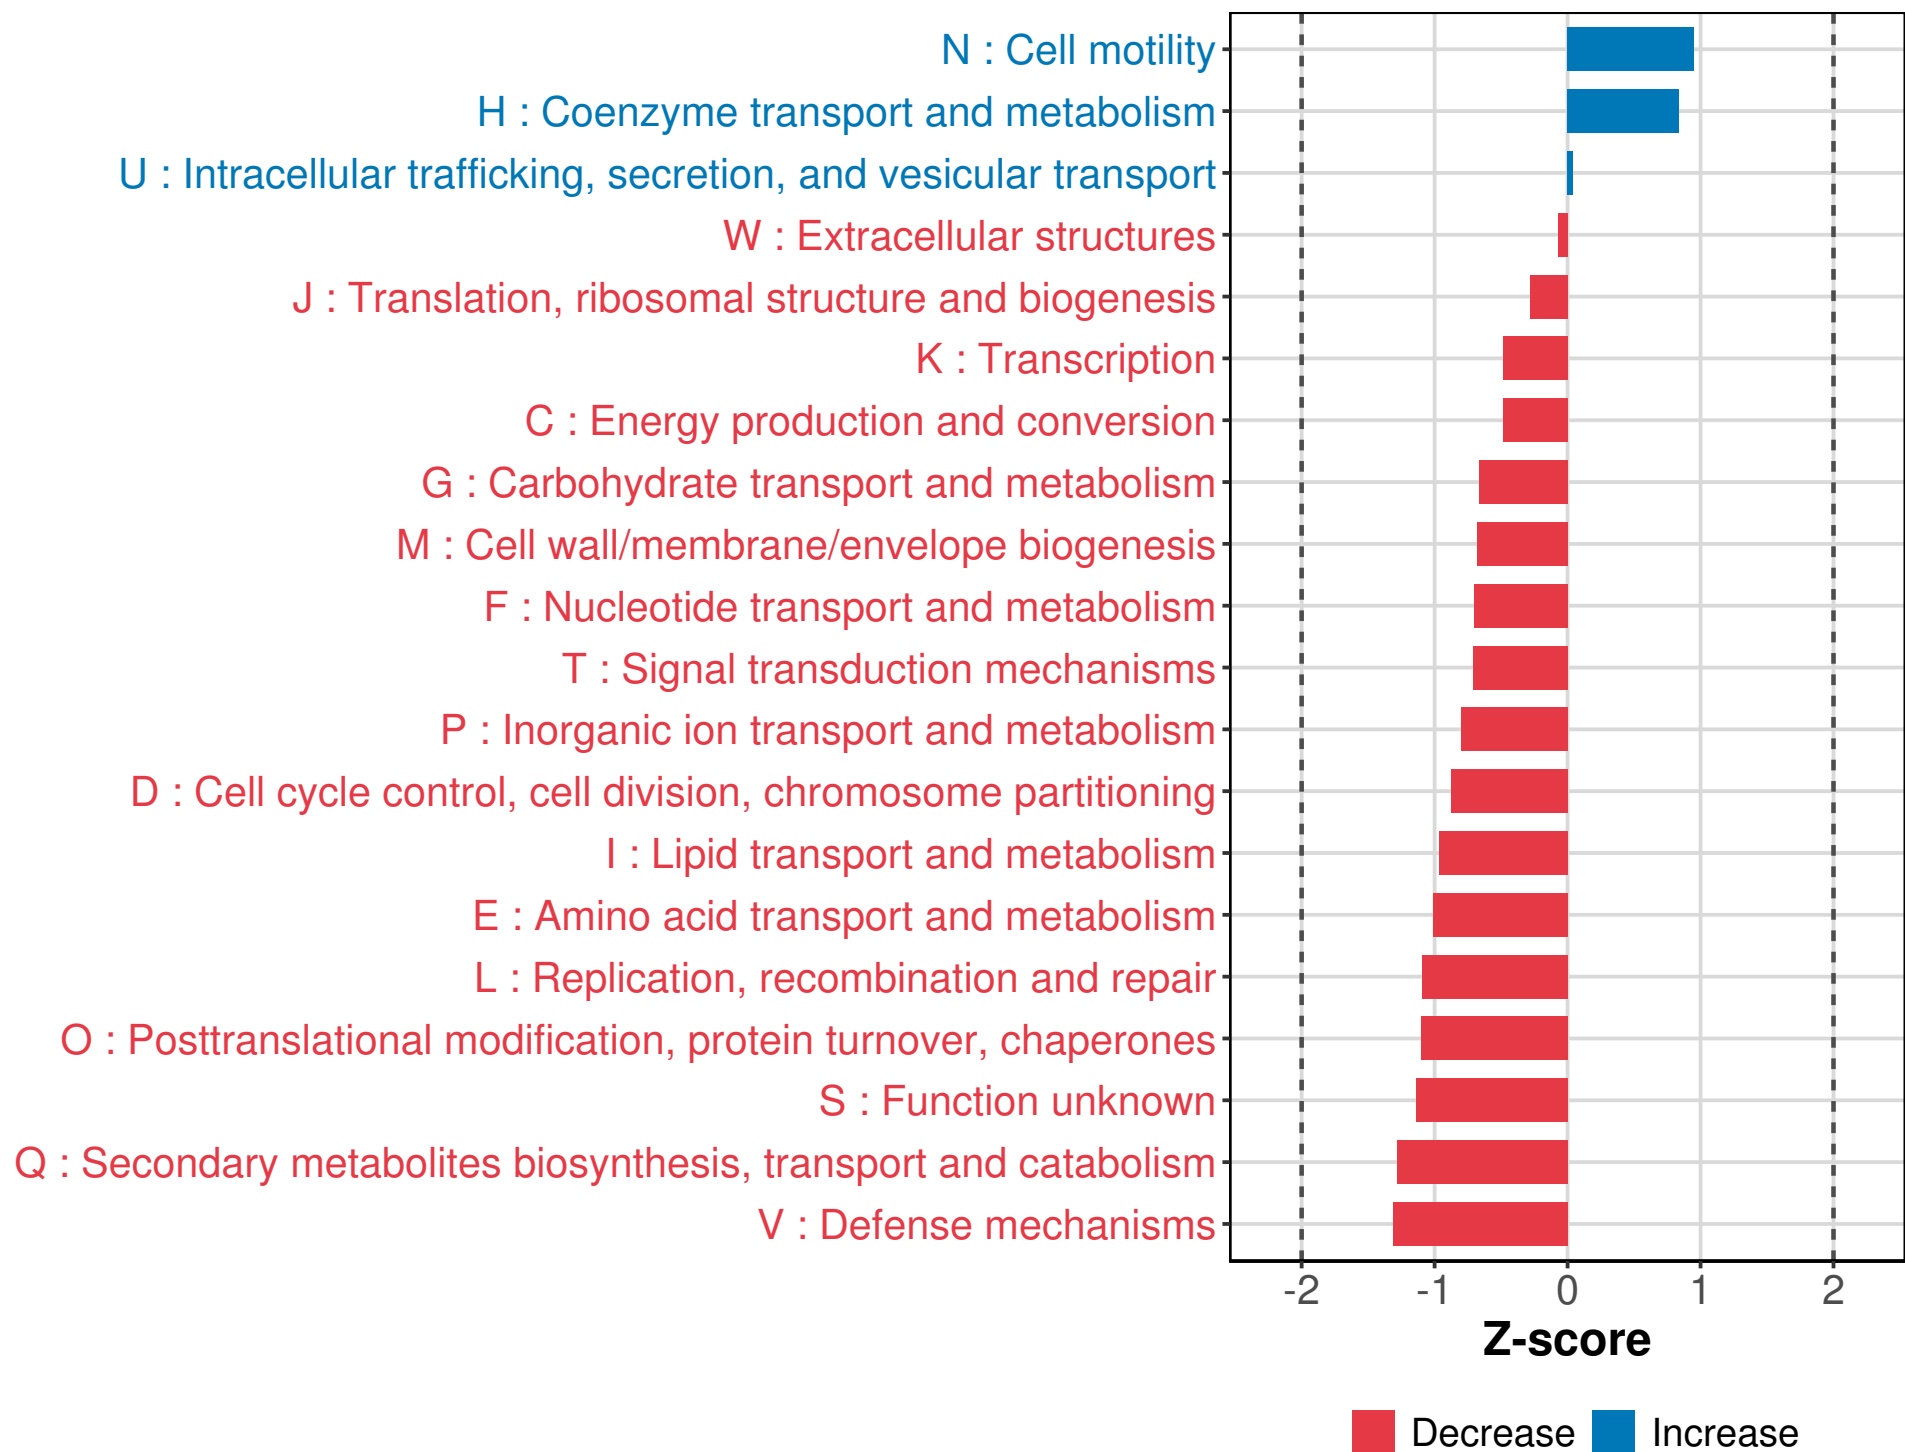 N : Cell motility
H : Coenzyme transport and metabolism
U : Intracellular trafficking, secretion, and vesicular transport
W : Extracellular structures
J : Translation, ribosomal structure and biogenesis
K : Transcription
C : Energy production and conversion
G : Carbohydrate transport and metabolism
M : Cell wall/membrane/envelope biogenesis
F : Nucleotide transport and metabolism
T : Signal transduction mechanisms
P : Inorganic ion transport and metabolism
D : Cell cycle control, cell division, chromosome partitioning
I : Lipid transport and metabolism
E : Amino acid transport and metabolism
L : Replication, recombination and repair
O : Posttranslational modification, protein turnover, chaperones
S : Function unknown
Q : Secondary metabolites biosynthesis, transport and catabolism
V : Defense mechanisms
-2 -1 0 1 2
Z-score
Decrease Increase